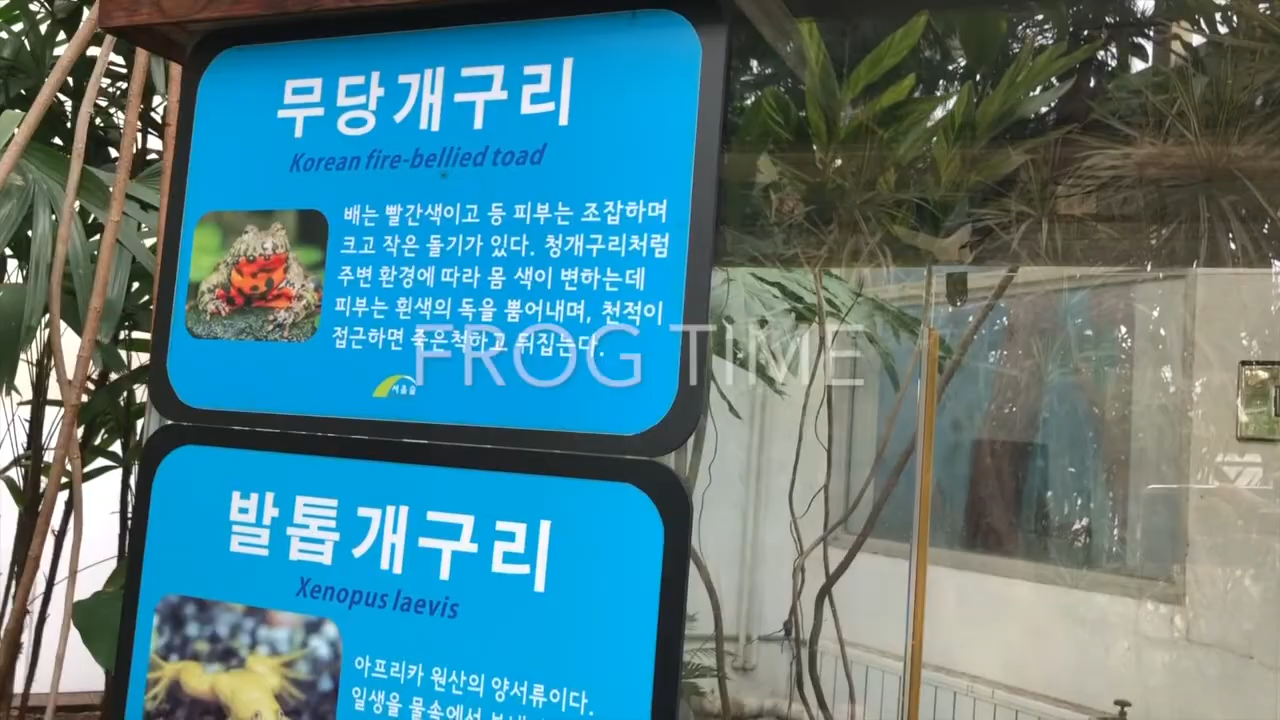 무당개구리
Korean fire-bellied toad
배는 빨간색이고 등 피부는 조잡하며
크고 작은 돌기가 있다. 청개구리처럼
주변 환경에 따라 몸 색이 변하는데
피부는 흰색의 독을 뿜어내며, 천적이
접근하면 죽은척하고 뒤집는다.
서울숲
FROG TIME
발톱개구리
Xenopus laevis
아프리카 원산의 양서류이다.
일생을 물속에서